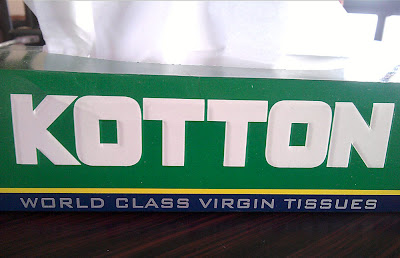 KOTTON
WORLD CLASS VIRGIN TISSUES